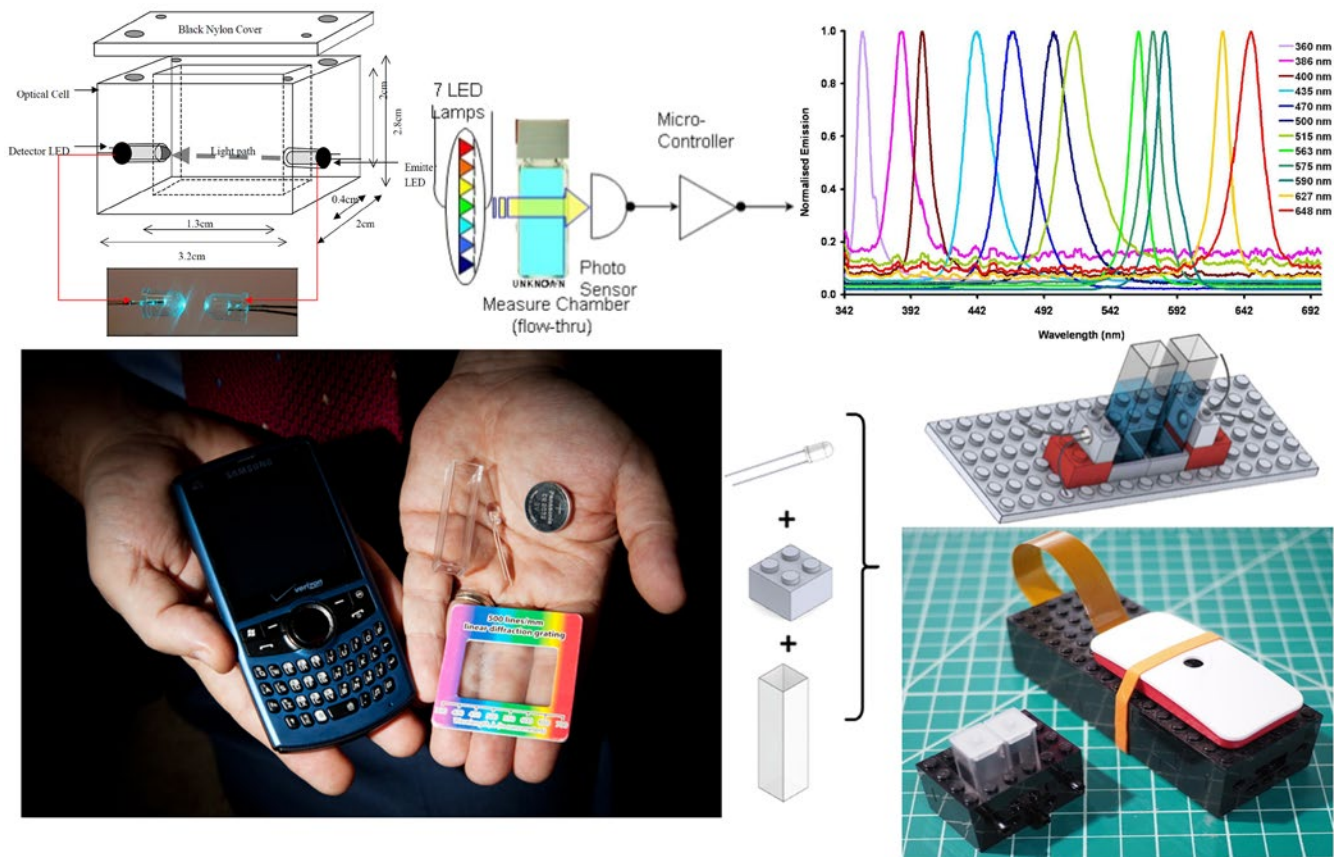 Black Nylon Cover
Optical Cell
Detector LED
Light path
Emitter
LED
2cm
2.8cm
0.4cm
2cm
1.3cm
3.2cm
7 LED
Lamps
Micro-
Controller
Photo
Sensor
Measure Chamber
(flow-thru)
Normalised Emission
1.0
0.8
0.6
0.4
0.2
0.0
342
392
442
492
542
592
642
692
Wavelength (nm)
360 nm
386 nm
400 nm
435 nm
470 nm
500 nm
515 nm
563 nm
575 nm
590 nm
627 nm
648 nm
SAMSUNG
verizon
Panasonic
500 lines/mm
linear diffraction grating
+
+